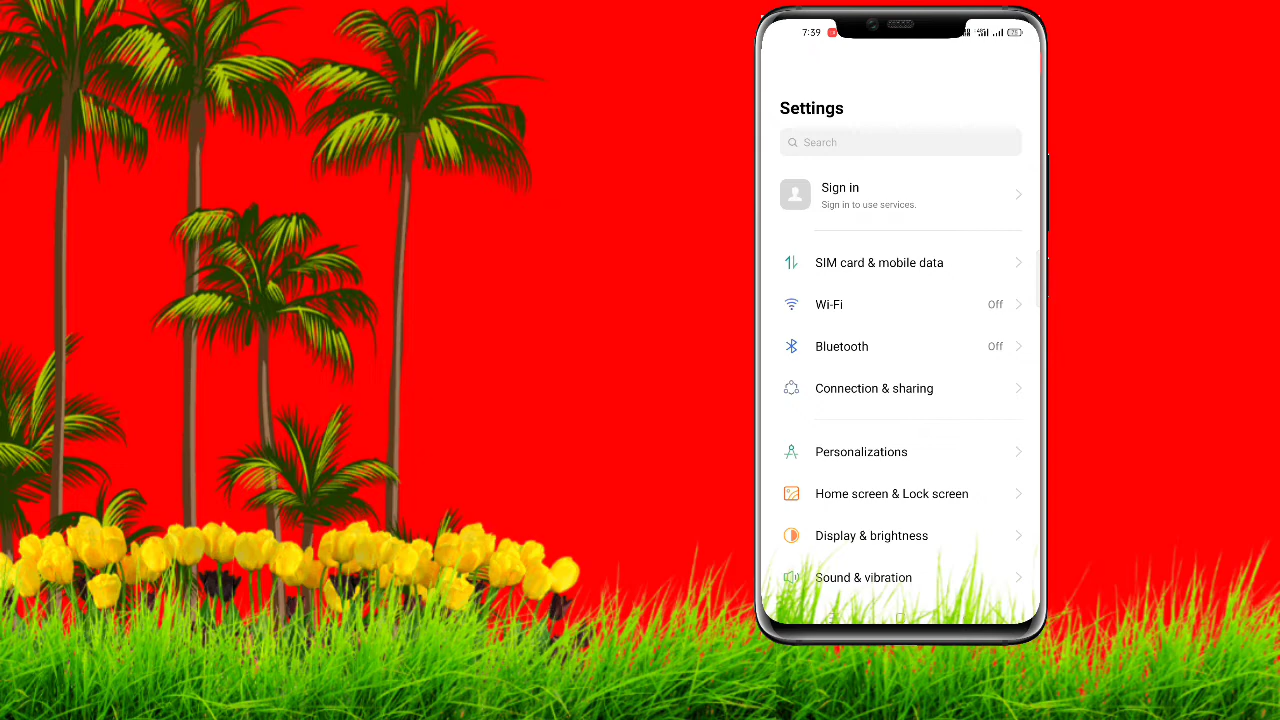 7:39
Settings
Search
Sign in
Sign in to use services.
SIM card & mobile data
Wi-Fi Off
Bluetooth Off
Connection & sharing
Personalizations
Home screen & Lock screen
Display & brightness
Sound & vibration